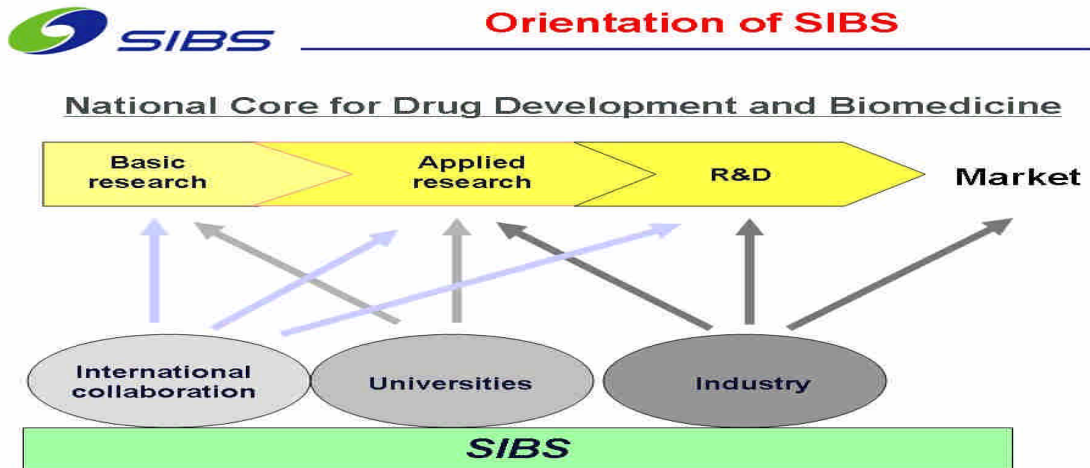 SIBS
Orientation of SIBS
National Core for Drug Development and Biomedicine
Basic
research
Applied
research
R&D
Market
International
collaboration
Universities
Industry
SIBS